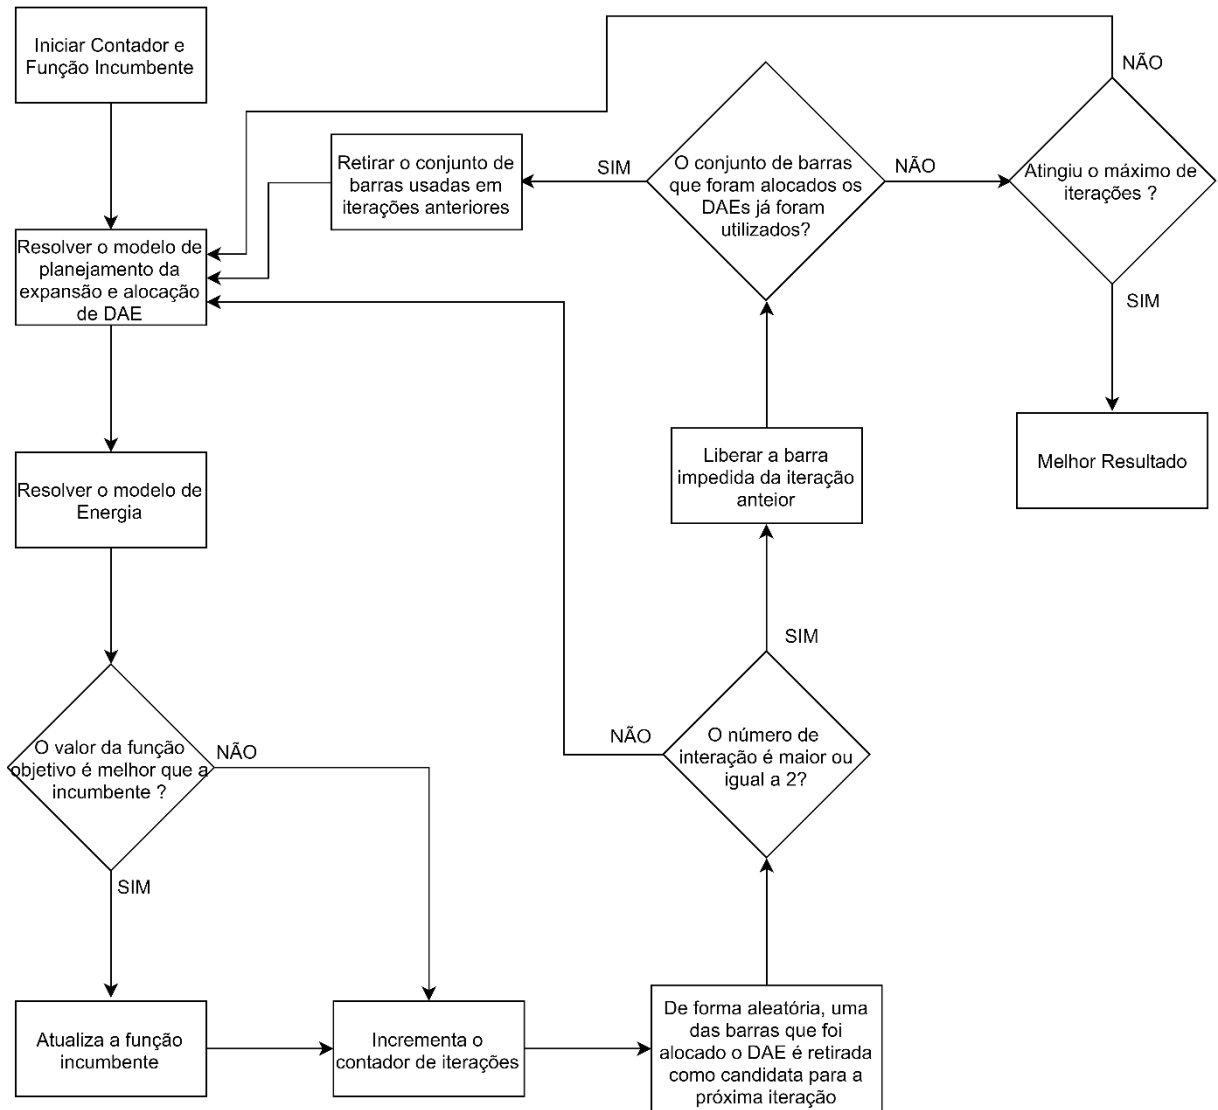 Iniciar Contador e
Função Incumbente
NÃO
Retirar o conjunto de
barras usadas em
iterações anteriores
SIM
O conjunto de barras
que foram alocados os
DAEs já foram
utilizados?
NÃO
Atingiu o máximo de
iterações ?
SIM
Resolver o modelo de
planejamento da
expansão e alocação
de DAE
Liberar a barra
impedida da iteração
anteior
Melhor Resultado
Resolver o modelo de
Energia
SIM
O número de
interação é maior ou
igual a 2?
NÃO
O valor da função
objetivo é melhor que a
incumbente ?
NÃO
SIM
Atualiza a função
incumbente
Incrementa o
contador de iterações
De forma aleatória, uma
das barras que foi
alocado o DAE é retirada
como candidata para a
próxima iteração